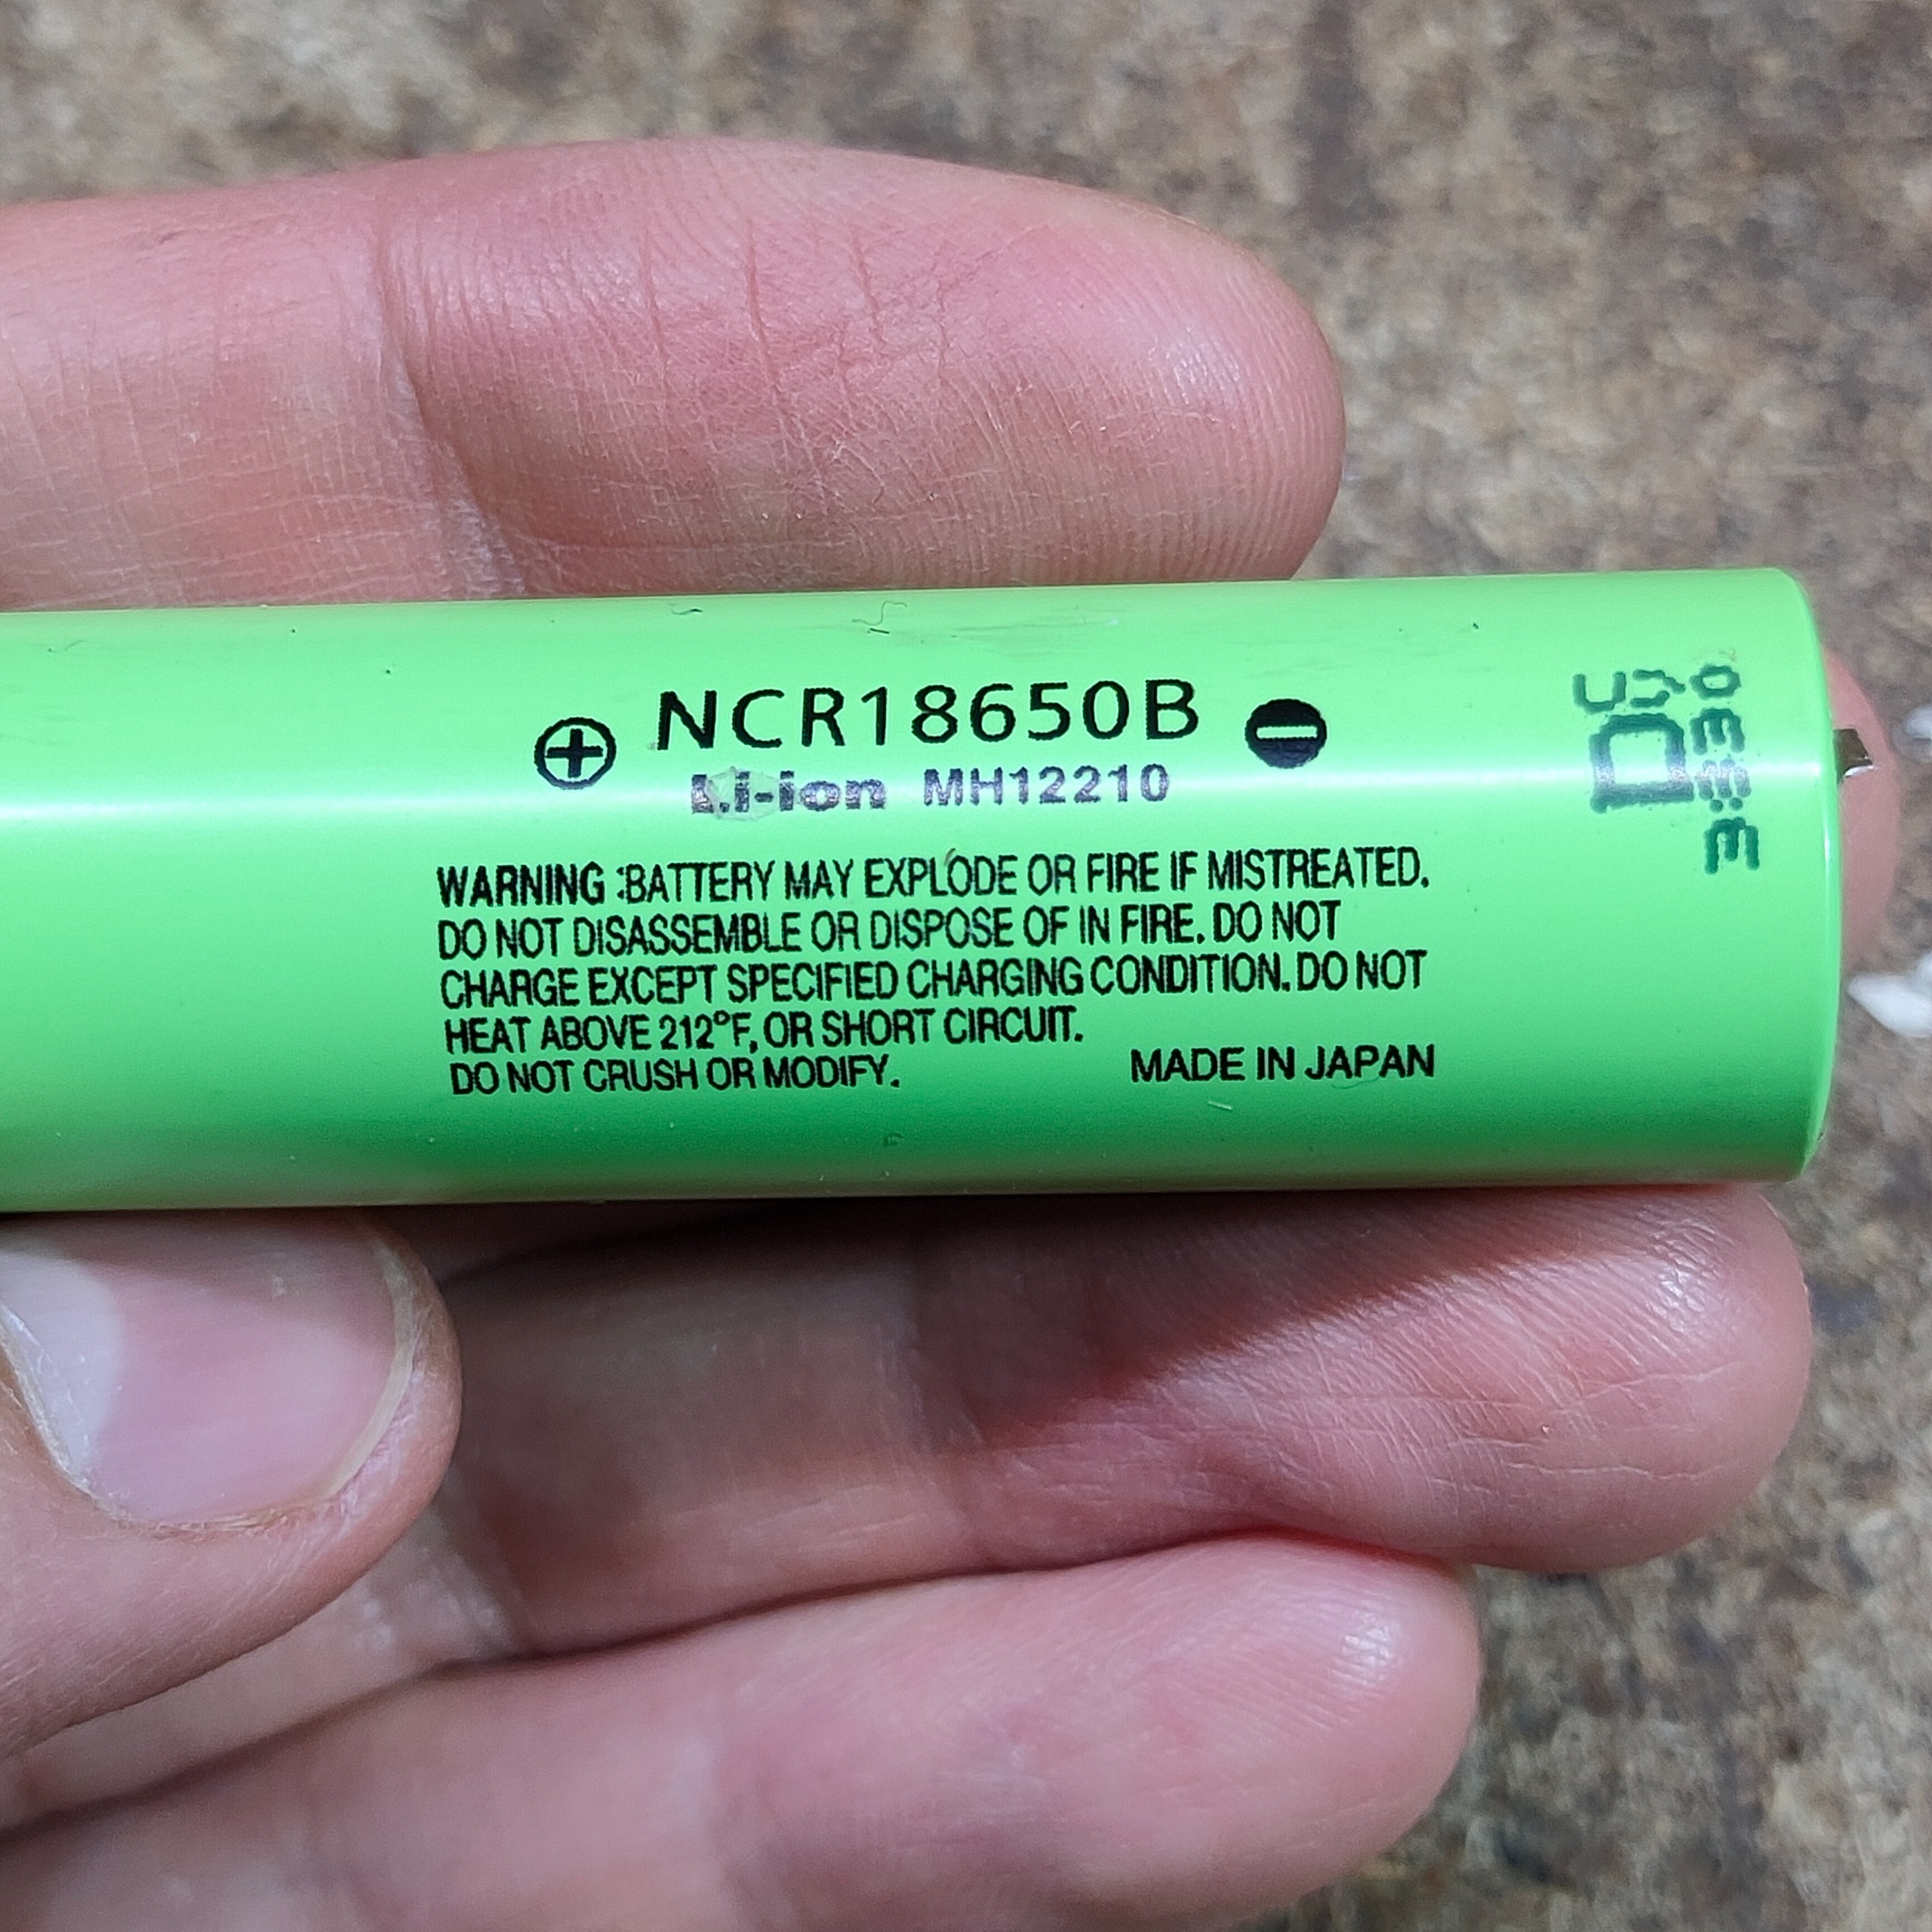 NCR18650B
Li-ion MH12210
WARNING :BATTERY MAY EXPLODE OR FIRE IF MISTREATED.
DO NOT DISASSEMBLE OR DISPOSE OF IN FIRE. DO NOT
CHARGE EXCEPT SPECIFIED CHARGING CONDITION. DO NOT
HEAT ABOVE 212°F, OR SHORT CIRCUIT.
DO NOT CRUSH OR MODIFY.
MADE IN JAPAN